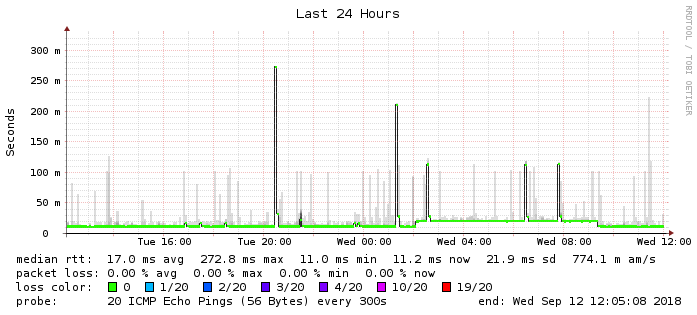 Last 24 Hours
RRDTOOL / TOBI OETIKER
Seconds
300 m
250 m
200 m
150 m
100 m
50 m
0
Tue 16:00 Tue 20:00 Wed 00:00 Wed 04:00 Wed 08:00 Wed 12:00
median rtt: 17.0 ms avg 272.8 ms max 11.0 ms min 11.2 ms now 21.9 ms sd 774.1 m am/s
packet loss: 0.00 % avg 0.00 % max 0.00 % min 0.00 % now
loss color: 0 1/20 2/20 3/20 4/20 10/20 19/20
probe: 20 ICMP Echo Pings (56 Bytes) every 300s end: Wed Sep 12 12:05:08 2018